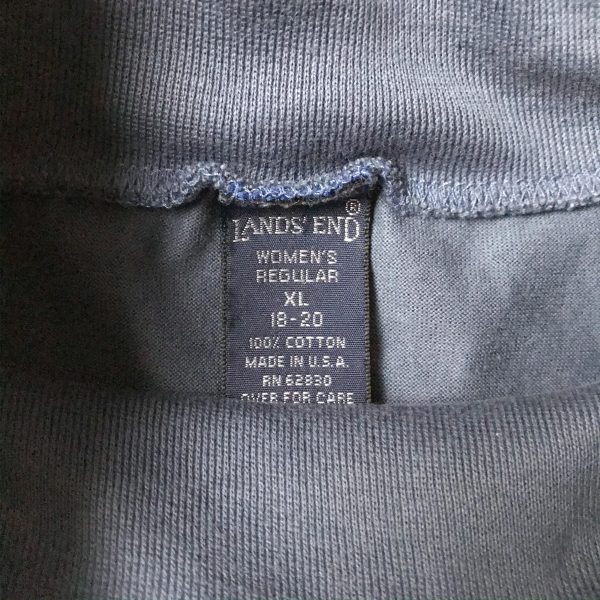 LANDS' END®
WOMEN'S
REGULAR
XL
18-20
100% COTTON
MADE IN U.S.A.
RN 62830
OVER FOR CARE